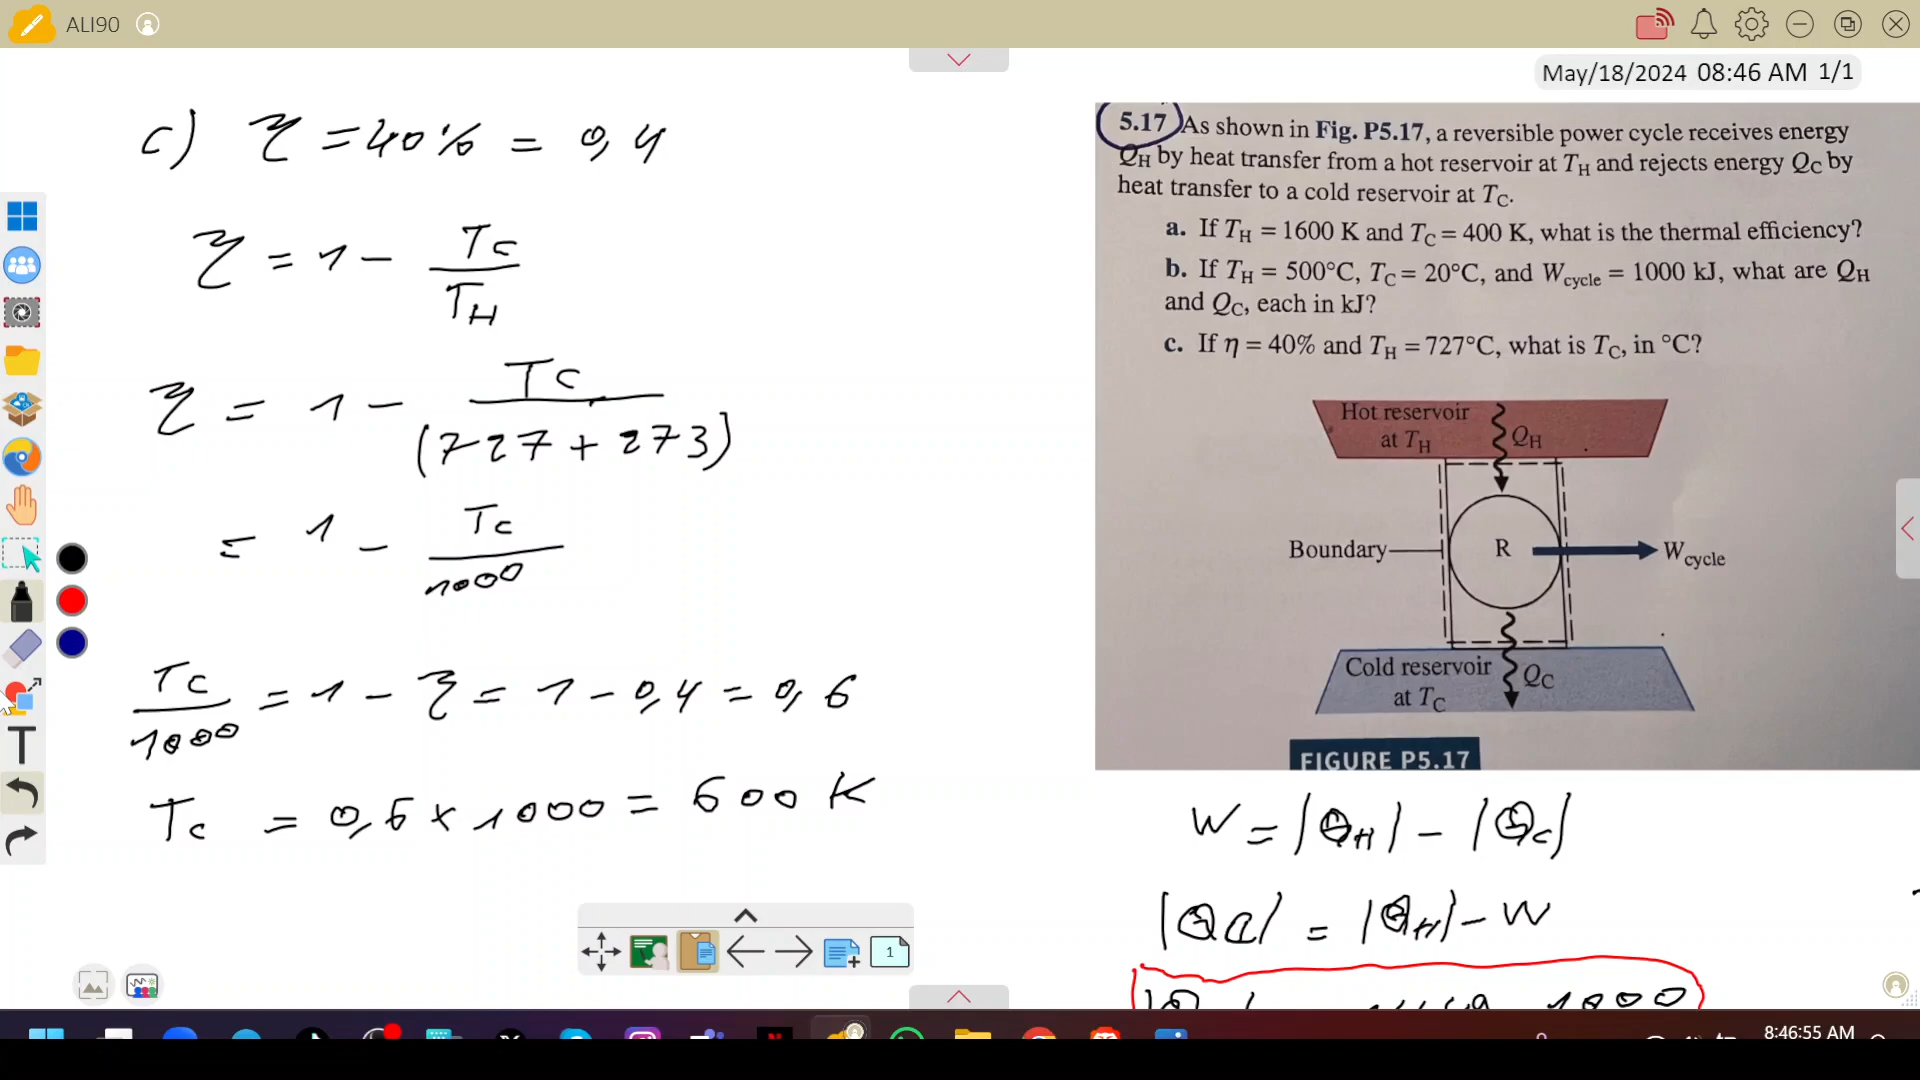 ALI90
May/18/2024 08:46 AM 1/1
c) η = 40% = 0,4
η = 1 - Tc / TH
η = 1 - Tc / (727 + 273)
= 1 - Tc / 1000
Tc / 1000 = 1 - η = 1 - 0,4 = 0,6
Tc = 0,6 × 1000 = 600 K
5.17 As shown in Fig. P5.17, a reversible power cycle receives energy
QH by heat transfer from a hot reservoir at TH and rejects energy QC by
heat transfer to a cold reservoir at TC.
a. If TH = 1600 K and TC = 400 K, what is the thermal efficiency?
b. If TH = 500°C, TC = 20°C, and Wcycle = 1000 kJ, what are QH
and QC, each in kJ?
c. If η = 40% and TH = 727°C, what is TC, in °C?
Hot reservoir
at TH
QH
Boundary
R
Wcycle
Cold reservoir
at TC
QC
FIGURE P5.17
W = |QH| - |Qc|
|Qc| = |QH| - W
1000
T
1
8:46:55 AM